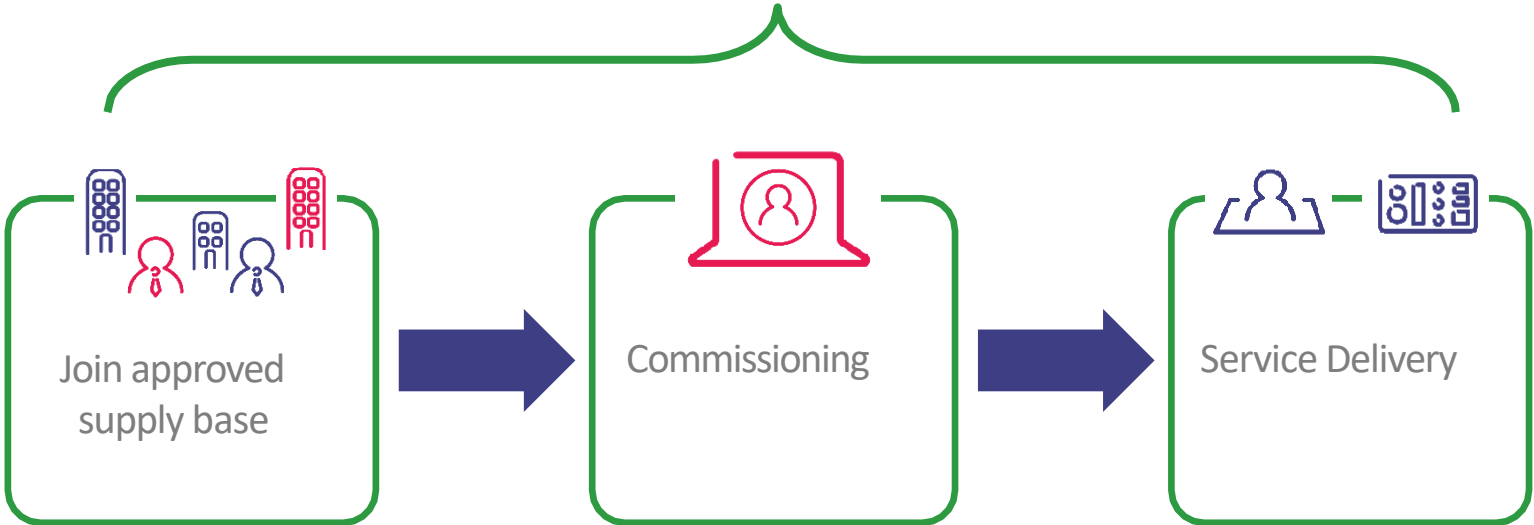 Join approved
supply base
Commissioning
Service Delivery